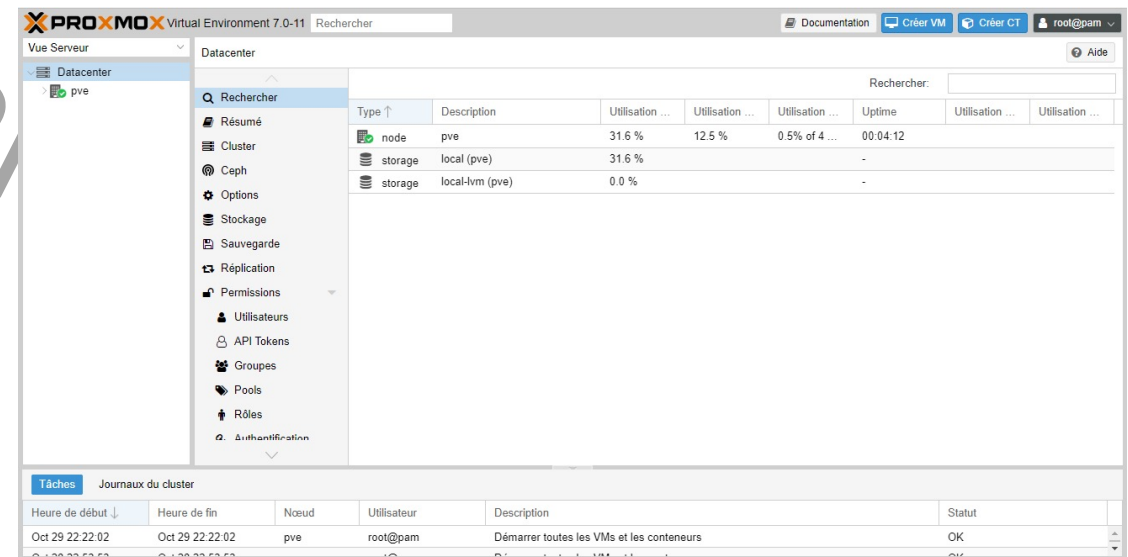 PROXMOX Virtual Environment 7.0-11 Rechercher Documentation Créer VM Créer CT root@pam
Vue Serveur
Datacenter
pve
Datacenter
Aide
Rechercher
Résumé
Cluster
Ceph
Options
Stockage
Sauvegarde
Réplication
Permissions
Utilisateurs
API Tokens
Groupes
Pools
Rôles
Authentification
Rechercher:
Type ↑ Description Utilisation ... Utilisation ... Utilisation ... Uptime Utilisation ... Utilisation ...
node pve 31.6 % 12.5 % 0.5% of 4 ... 00:04:12
storage local (pve) 31.6 % -
storage local-lvm (pve) 0.0 % -
Tâches Journaux du cluster
Heure de début ↓ Heure de fin Nœud Utilisateur Description Statut
Oct 29 22:22:02 Oct 29 22:22:02 pve root@pam Démarrer toutes les VMs et les conteneurs OK